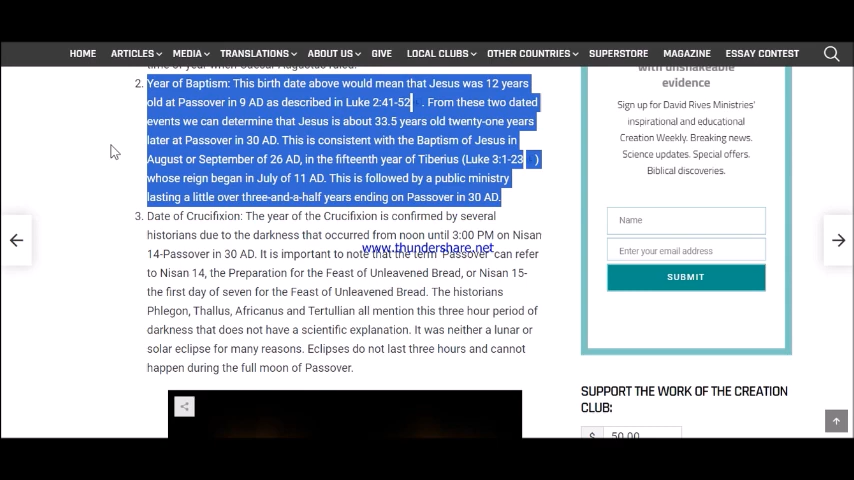 HOME ARTICLES MEDIA TRANSLATIONS ABOUT US GIVE LOCAL CLUBS OTHER COUNTRIES SUPERSTORE MAGAZINE ESSAY CONTEST
time of year when Caesar Augustus ruled.
2. Year of Baptism: This birth date above would mean that Jesus was 12 years
old at Passover in 9 AD as described in Luke 2:41-52 . From these two dated
events we can determine that Jesus is about 33.5 years old twenty-one years
later at Passover in 30 AD. This is consistent with the Baptism of Jesus in
August or September of 26 AD, in the fifteenth year of Tiberius (Luke 3:1-23 )
whose reign began in July of 11 AD. This is followed by a public ministry
lasting a little over three-and-a-half years ending on Passover in 30 AD.
3. Date of Crucifixion: The year of the Crucifixion is confirmed by several
historians due to the darkness that occurred from noon until 3:00 PM on Nisan
14-Passover in 30 AD. It is important to note that the term "Passover" can refer
to Nisan 14, the Preparation for the Feast of Unleavened Bread, or Nisan 15-
the first day of seven for the Feast of Unleavened Bread. The historians
Phlegon, Thallus, Africanus and Tertullian all mention this three hour period of
darkness that does not have a scientific explanation. It was neither a lunar or
solar eclipse for many reasons. Eclipses do not last three hours and cannot
happen during the full moon of Passover.
www.thundershare.net
with unshakeable
evidence
Sign up for David Rives Ministries'
inspirational and educational
Creation Weekly. Breaking news.
Science updates. Special offers.
Biblical discoveries.
Name
Enter your email address
SUBMIT
SUPPORT THE WORK OF THE CREATION
CLUB:
$ 50.00